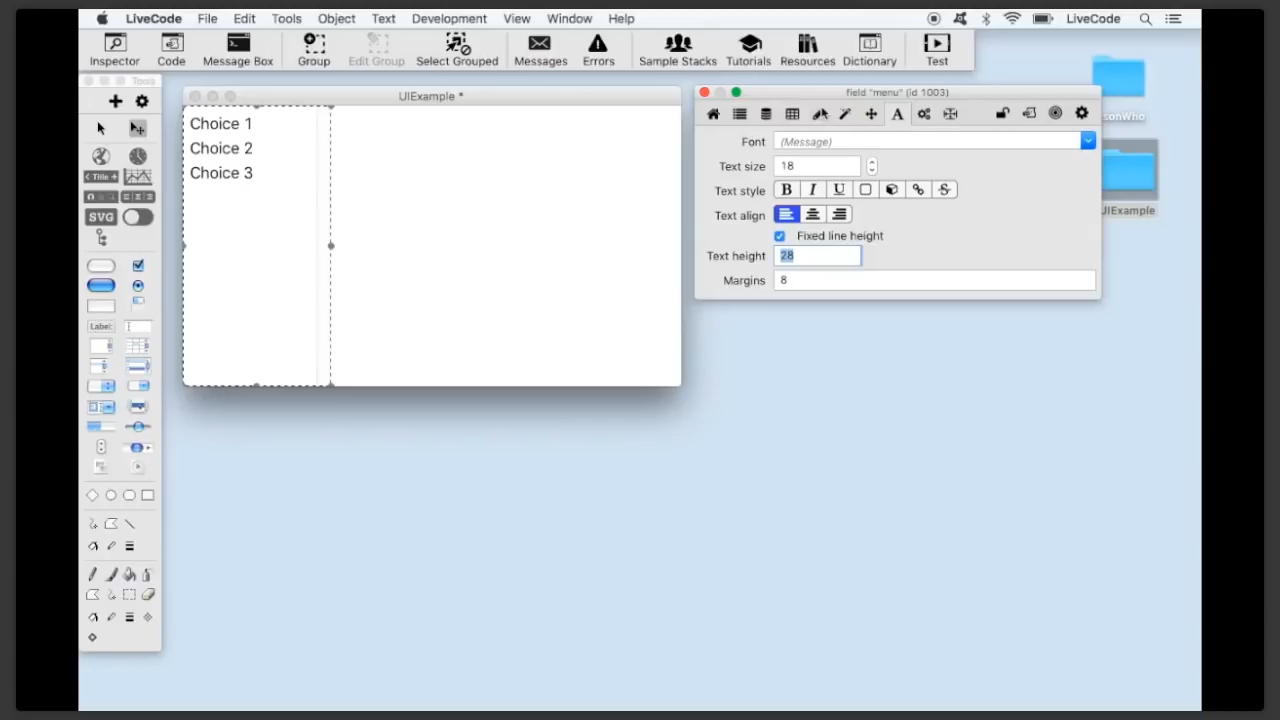 LiveCode File Edit Tools Object Text Development View Window Help LiveCode
Inspector Code Message Box Group Edit Group Select Grouped Messages Errors Sample Stacks Tutorials Resources Dictionary Test
Tools
UIExample *
field "menu" (id 1003)
Choice 1
Choice 2
Choice 3
Font (Message)
Text size 18
Text style B I U S
Text align
Fixed line height
Text height 28
Margins 8
sonWho
UIExample
Title +
SVG
Label: